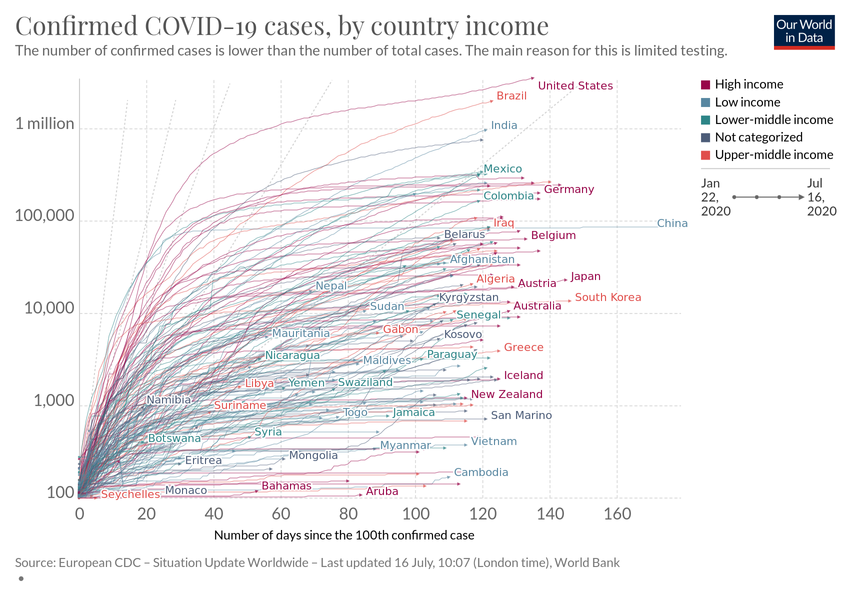 Confirmed COVID-19 cases, by country income
The number of confirmed cases is lower than the number of total cases. The main reason for this is limited testing.
Our World
in Data
High income
Low income
Lower-middle income
Not categorized
Upper-middle income
Jan
22,
2020
Jul
16,
2020
1 million
100,000
10,000
1,000
100
United States
Brazil
India
Mexico
Germany
Colombia
Iraq
China
Belarus
Belgium
Afghanistan
Algeria
Japan
Nepal
Austria
Kyrgyzstan
South Korea
Sudan
Australia
Senegal
Mauritania
Gabon
Kosovo
Nicaragua
Maldives
Paraguay
Greece
Libya
Yemen
Swaziland
Iceland
Namibia
New Zealand
Suriname
Togo
Jamaica
San Marino
Botswana
Syria
Myanmar
Vietnam
Eritrea
Mongolia
Cambodia
Seychelles
Monaco
Bahamas
Aruba
0
20
40
60
80
100
120
140
160
Number of days since the 100th confirmed case
Source: European CDC – Situation Update Worldwide – Last updated 16 July, 10:07 (London time), World Bank